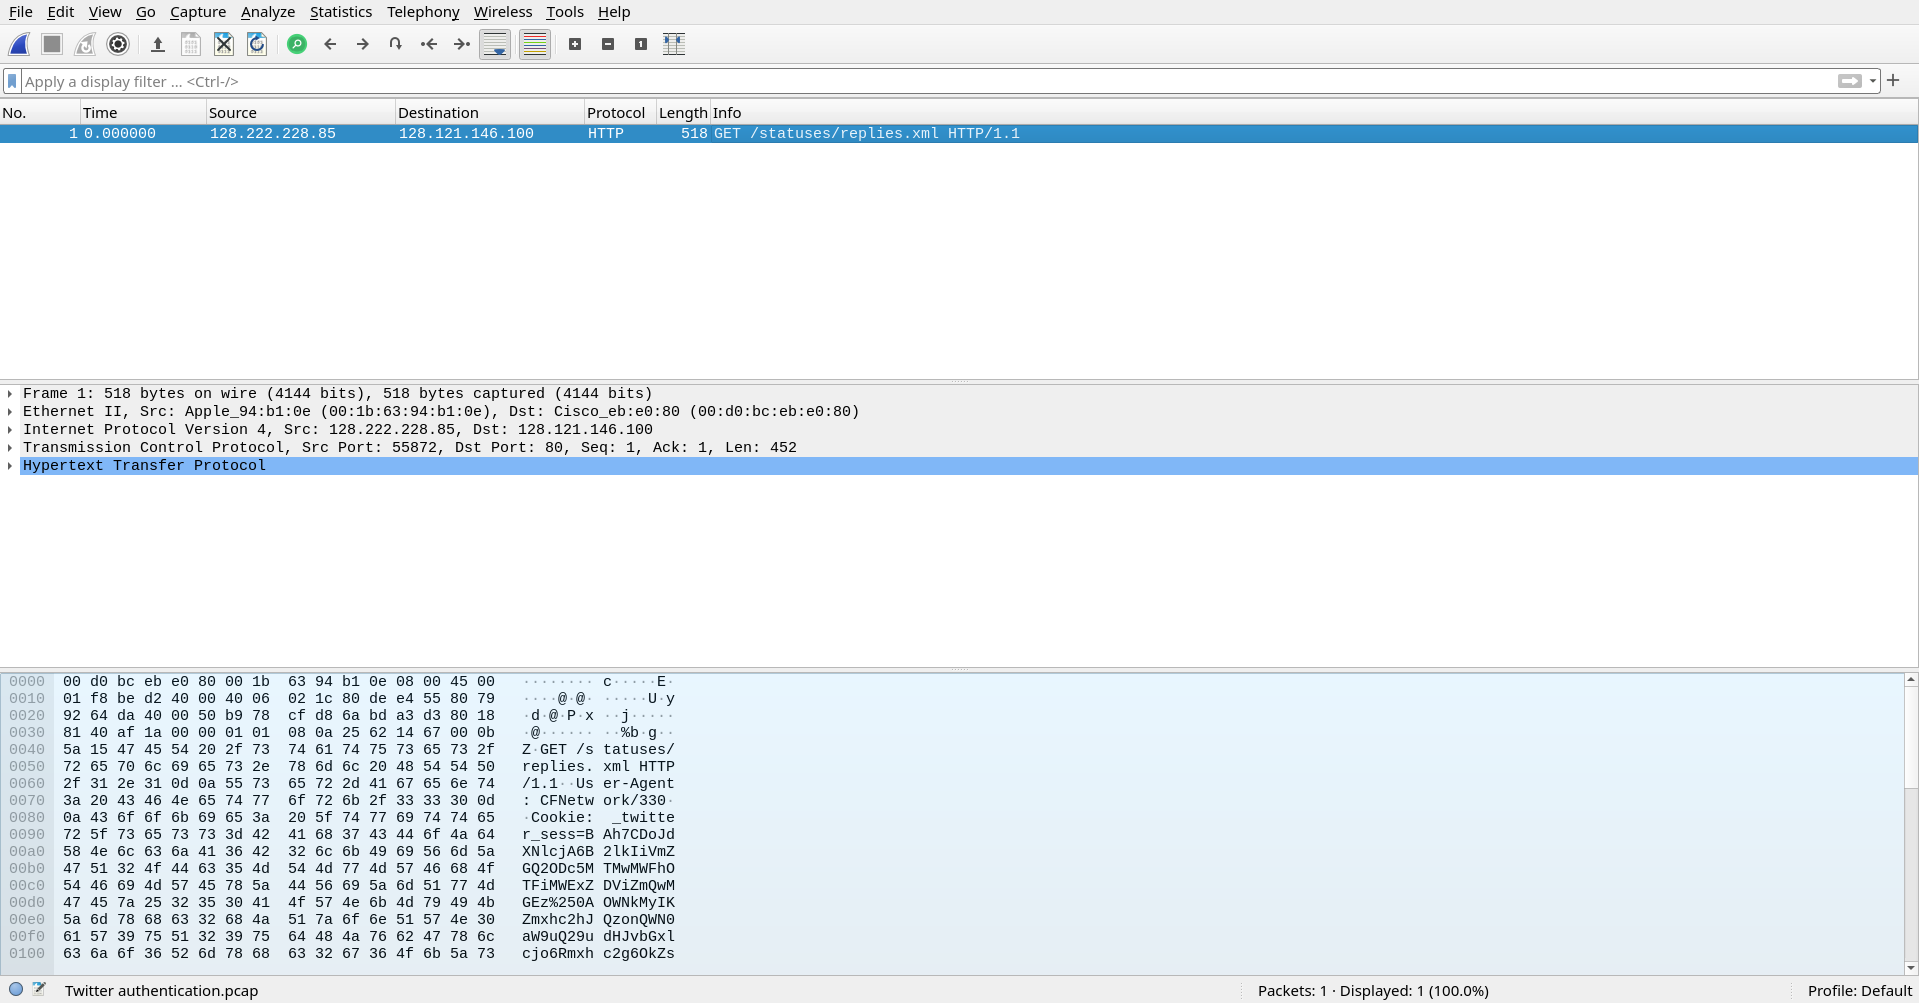 File Edit View Go Capture Analyze Statistics Telephony Wireless Tools Help
Apply a display filter ... <Ctrl-/>
No. Time Source Destination Protocol Length Info
1 0.000000 128.222.228.85 128.121.146.100 HTTP 518 GET /statuses/replies.xml HTTP/1.1
Frame 1: 518 bytes on wire (4144 bits), 518 bytes captured (4144 bits)
Ethernet II, Src: Apple_94:b1:0e (00:1b:63:94:b1:0e), Dst: Cisco_eb:e0:80 (00:d0:bc:eb:e0:80)
Internet Protocol Version 4, Src: 128.222.228.85, Dst: 128.121.146.100
Transmission Control Protocol, Src Port: 55872, Dst Port: 80, Seq: 1, Ack: 1, Len: 452
Hypertext Transfer Protocol
0000 00 d0 bc eb e0 80 00 1b 63 94 b1 0e 08 00 45 00 ········ c·····E·
0010 01 f8 be d2 40 00 40 06 02 1c 80 de e4 55 80 79 ····@·@· ·····U·y
0020 92 64 da 40 00 50 b9 78 cf d8 6a bd a3 d3 80 18 ·d·@·P·x ··j·····
0030 81 40 af 1a 00 00 01 01 08 0a 25 62 14 67 00 0b ·@······ ··%b·g··
0040 5a 15 47 45 54 20 2f 73 74 61 74 75 73 65 73 2f Z·GET /s tatuses/
0050 72 65 70 6c 69 65 73 2e 78 6d 6c 20 48 54 54 50 replies. xml HTTP
0060 2f 31 2e 31 0d 0a 55 73 65 72 2d 41 67 65 6e 74 /1.1··Us er-Agent
0070 3a 20 43 46 4e 65 74 77 6f 72 6b 2f 33 33 30 0d : CFNetw ork/330·
0080 0a 43 6f 6f 6b 69 65 3a 20 5f 74 77 69 74 74 65 ·Cookie: _twitte
0090 72 5f 73 65 73 73 3d 42 41 68 37 43 44 6f 4a 64 r_sess=B Ah7CDoJd
00a0 58 4e 6c 63 6a 41 36 42 32 6c 6b 49 69 56 6d 5a XNlcjA6B 2lkIiVmZ
00b0 47 51 32 4f 44 63 35 4d 54 4d 77 4d 57 46 68 4f GQ2ODc5M TMwMWFhO
00c0 54 46 69 4d 57 45 78 5a 44 56 69 5a 6d 51 77 4d TFiMWExZ DViZmQwM
00d0 47 45 7a 25 32 35 30 41 4f 57 4e 6b 4d 79 49 4b GEz%250A OWNkMyIK
00e0 5a 6d 78 68 63 32 68 4a 51 7a 6f 6e 51 57 4e 30 Zmxhc2hJ QzonQWN0
00f0 61 57 39 75 51 32 39 75 64 48 4a 76 62 47 78 6c aW9uQ29u dHJvbGxl
0100 63 6a 6f 36 52 6d 78 68 63 32 67 36 4f 6b 5a 73 cjo6Rmxh c2g6OkZs
Twitter authentication.pcap Packets: 1 · Displayed: 1 (100.0%) Profile: Default